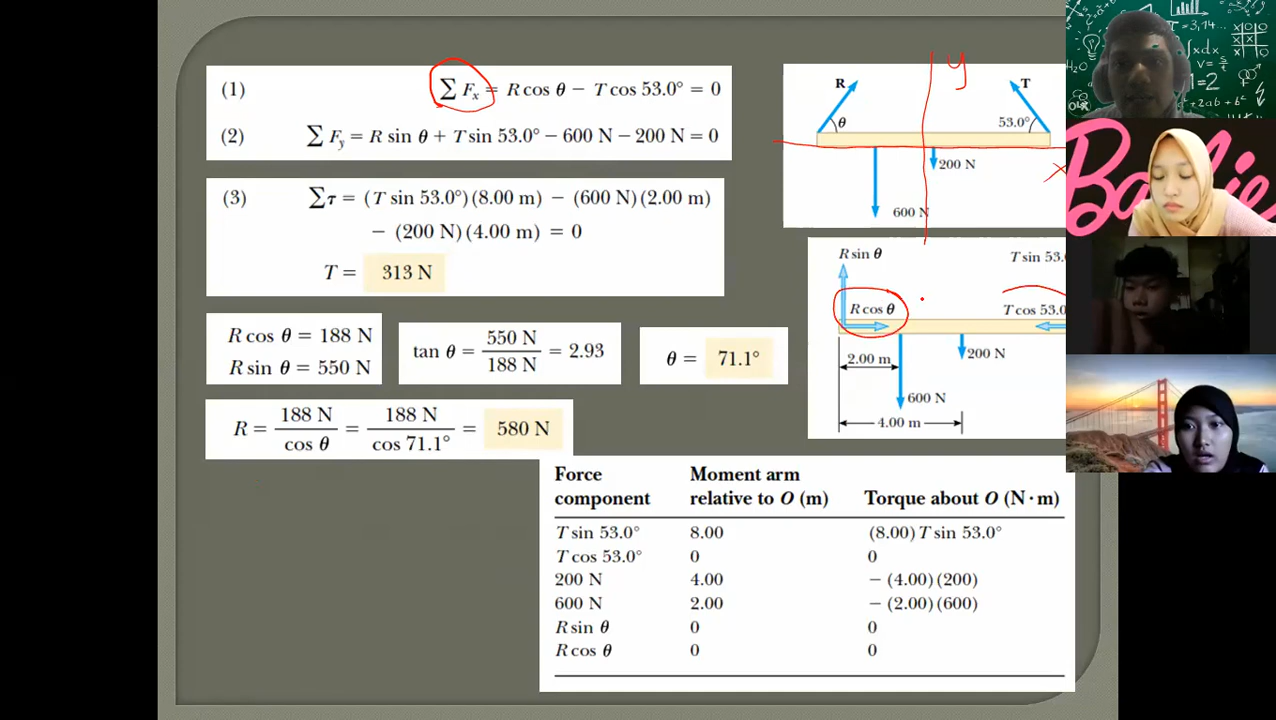 (1) ∑ Fx = R cos θ − T cos 53.0° = 0
(2) ∑ Fy = R sin θ + T sin 53.0° − 600 N − 200 N = 0
(3) ∑τ = (T sin 53.0°)(8.00 m) − (600 N)(2.00 m)
− (200 N)(4.00 m) = 0
T = 313 N
R cos θ = 188 N
R sin θ = 550 N
tan θ = 550 N / 188 N = 2.93
θ = 71.1°
R = 188 N / cos θ = 188 N / cos 71.1° = 580 N
y
R
T
θ
53.0°
200 N
x
600 N
R sin θ
T sin 53.
R cos θ
T cos 53.0
2.00 m
200 N
600 N
4.00 m
Force component Moment arm relative to O (m) Torque about O (N·m)
T sin 53.0° 8.00 (8.00) T sin 53.0°
T cos 53.0° 0 0
200 N 4.00 − (4.00)(200)
600 N 2.00 − (2.00)(600)
R sin θ 0 0
R cos θ 0 0
Barbie